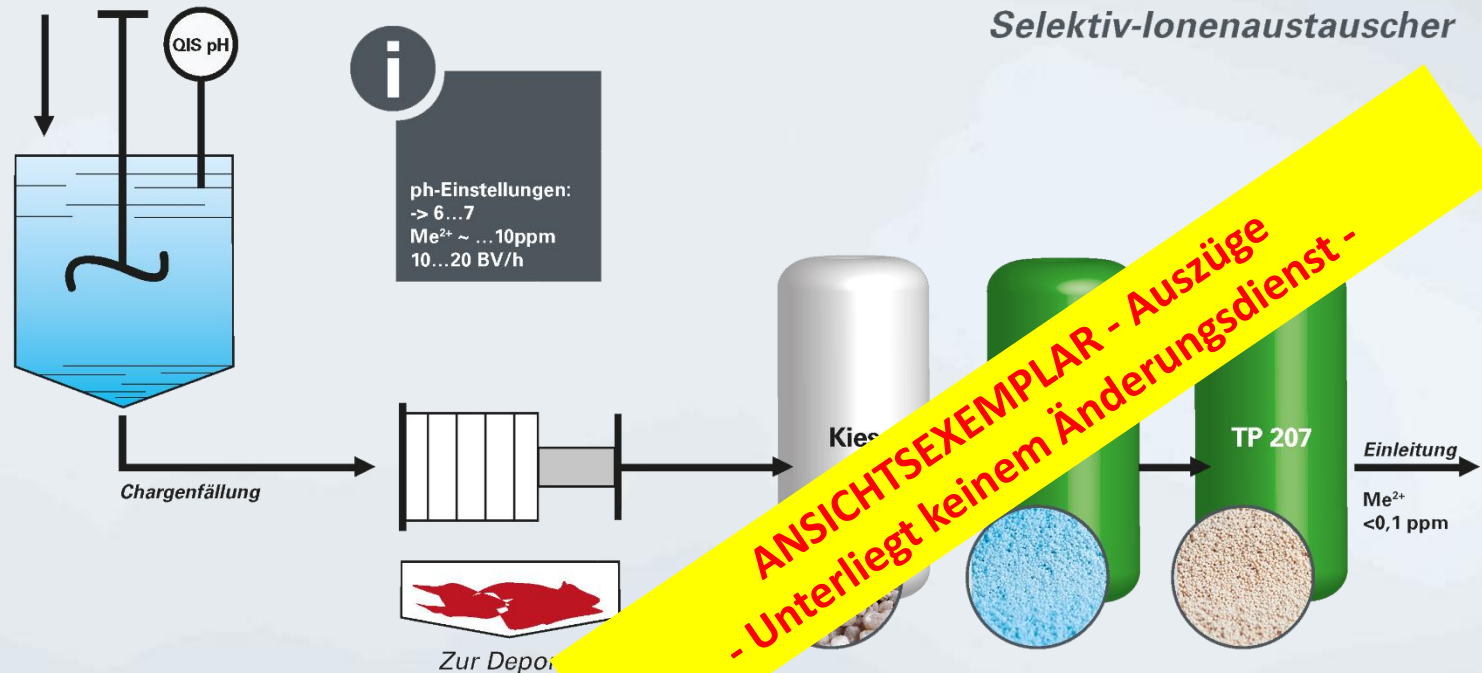 Selektiv-Ionenaustauscher
QIS pH
i
ph-Einstellungen:
-> 6...7
Me²⁺ ~ ...10ppm
10...20 BV/h
ANSICHTSEXEMPLAR - Auszüge
- Unterliegt keinem Änderungsdienst -
Kies
TP 207
Einleitung
Me²⁺
<0,1 ppm
Chargenfällung
Zur